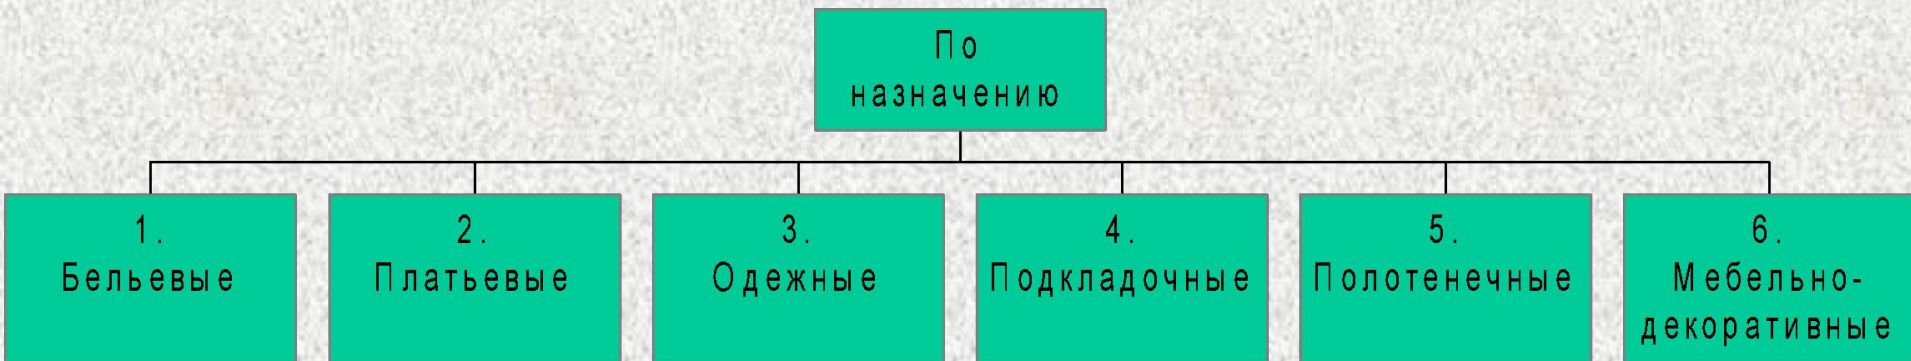 По
назначению
1.
Бельевые
2.
Платьевые
3.
Одежные
4.
Подкладочные
5.
Полотенечные
6.
Мебельно-
декоративные